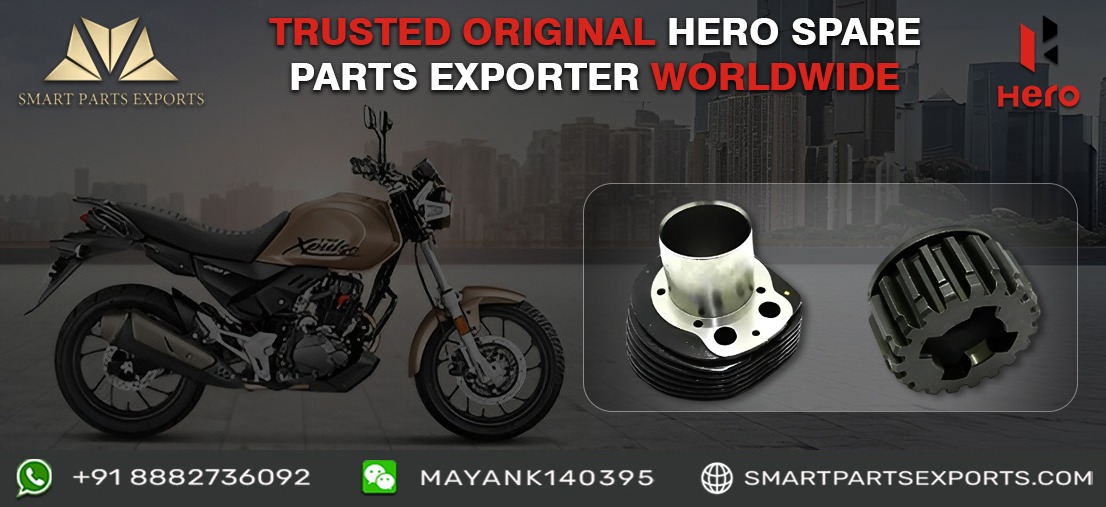 SMART PARTS EXPORTS
TRUSTED ORIGINAL HERO SPARE
PARTS EXPORTER WORLDWIDE
Hero
Xpulse
+91 8882736092
MAYANK140395
SMARTPARTSEXPORTS.COM